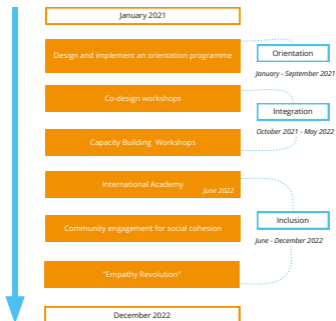 January 2021
Design and implement an orientation programme
Orientation
January - September 2021
Co-design workshops
Integration
October 2021 - May 2022
Capacity Building Workshops
International Academy
June 2022
Community engagement for social cohesion
Inclusion
June - December 2022
"Empathy Revolution"
December 2022